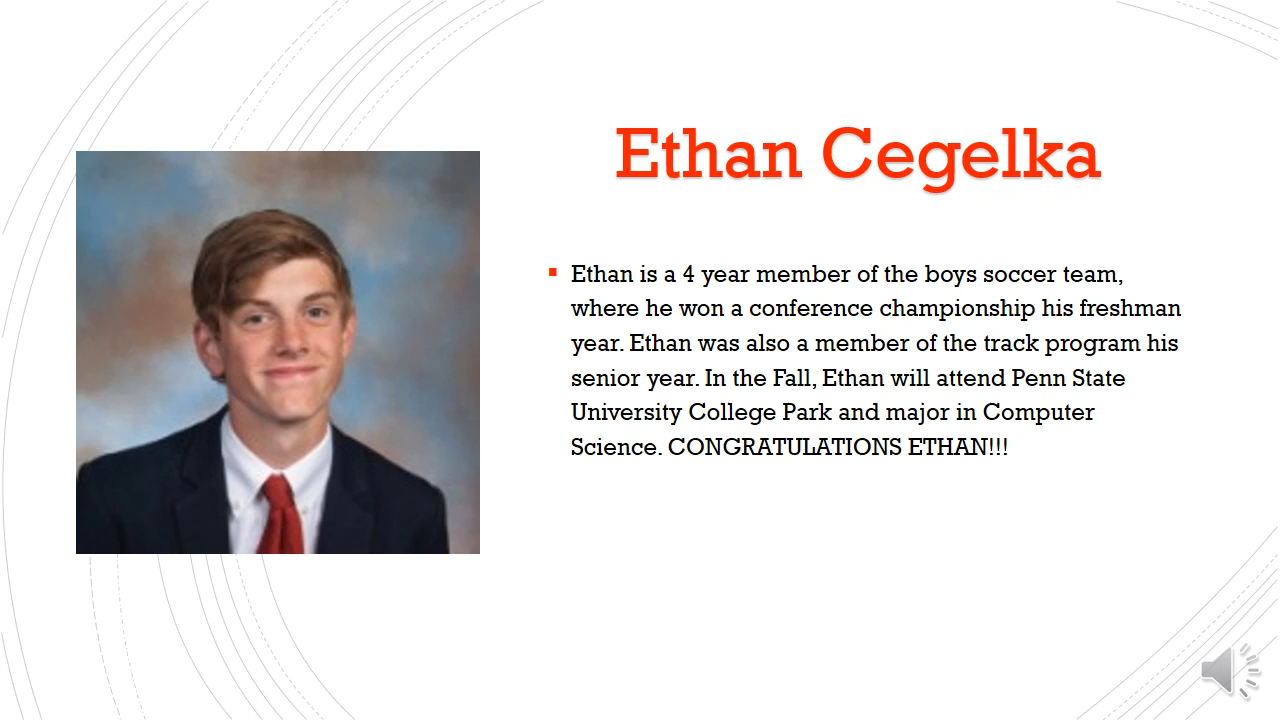 Ethan Cegelka
Ethan is a 4 year member of the boys soccer team,
where he won a conference championship his freshman
year. Ethan was also a member of the track program his
senior year. In the Fall, Ethan will attend Penn State
University College Park and major in Computer
Science. CONGRATULATIONS ETHAN!!!